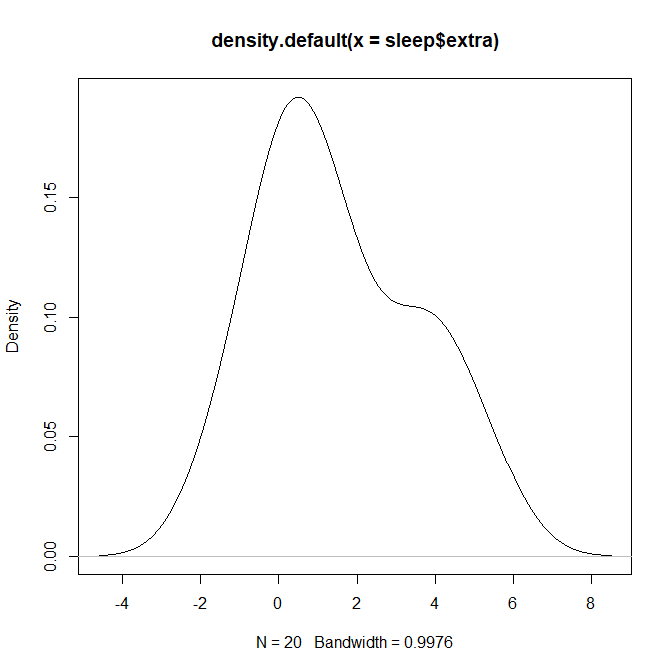 density.default(x = sleep$extra)
Density
0.15
0.10
0.05
0.00
-4 -2 0 2 4 6 8
N = 20 Bandwidth = 0.9976